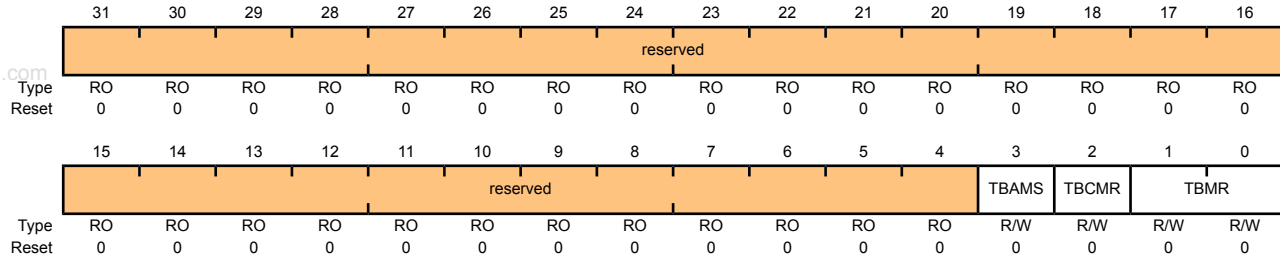 31 30 29 28 27 26 25 24 23 22 21 20 19 18 17 16
reserved
.com
Type RO RO RO RO RO RO RO RO RO RO RO RO RO RO RO RO
Reset 0 0 0 0 0 0 0 0 0 0 0 0 0 0 0 0
15 14 13 12 11 10 9 8 7 6 5 4 3 2 1 0
reserved TBAMS TBCMR TBMR
Type RO RO RO RO RO RO RO RO RO RO RO RO R/W R/W R/W R/W
Reset 0 0 0 0 0 0 0 0 0 0 0 0 0 0 0 0